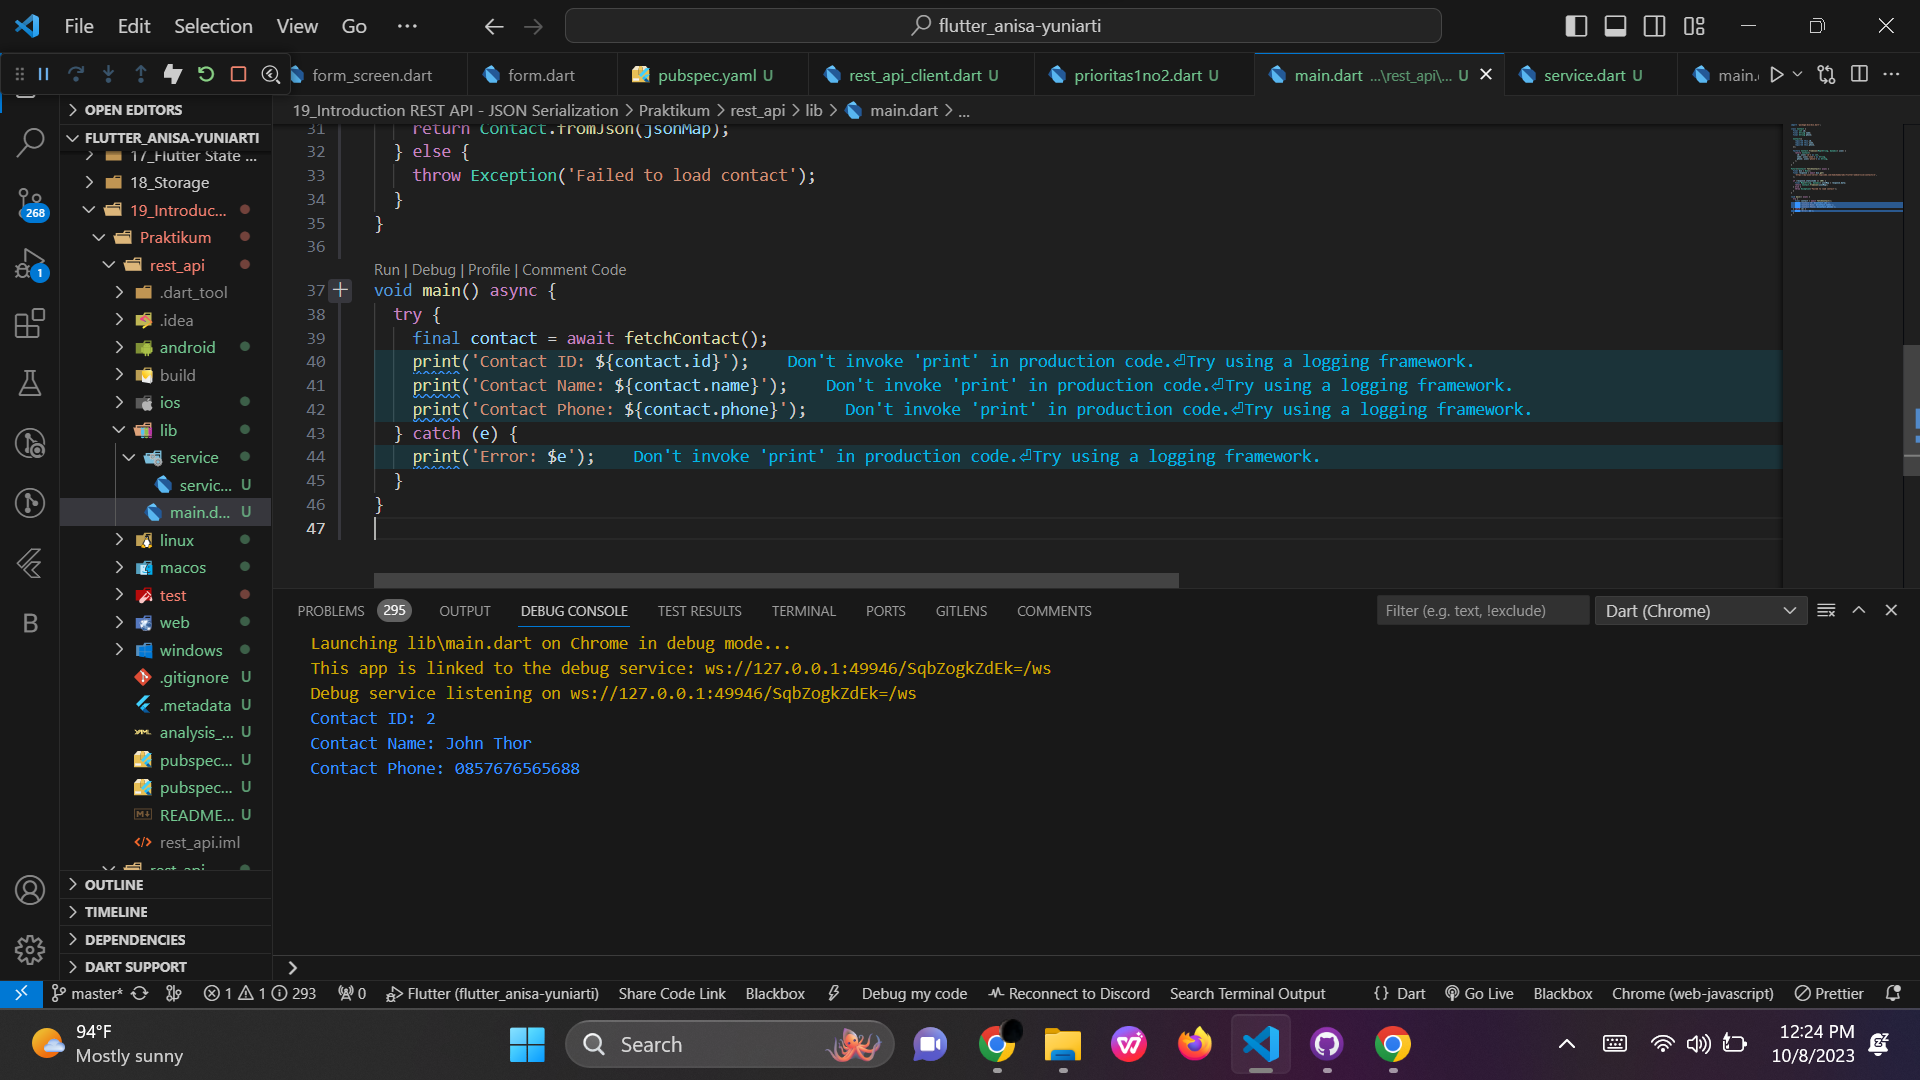 File Edit Selection View Go ···
flutter_anisa-yuniarti
form_screen.dart
form.dart
pubspec.yaml U
rest_api_client.dart U
prioritas1no2.dart U
main.dart ...\rest_api\... U
service.dart U
main.
19_Introduction REST API - JSON Serialization > Praktikum > rest_api > lib > main.dart > ...
OPEN EDITORS
FLUTTER_ANISA-YUNIARTI
17_Flutter State ...
18_Storage
19_Introduc...
Praktikum
rest_api
.dart_tool
.idea
android
build
ios
lib
service
servic... U
main.d... U
linux
macos
test
web
windows
.gitignore U
.metadata U
analysis_... U
pubspec... U
pubspec... U
README... U
rest_api.iml
rest_api
OUTLINE
TIMELINE
DEPENDENCIES
DART SUPPORT
268
1
31 return Contact.fromJson(jsonMap);
32 } else {
33 throw Exception('Failed to load contact');
34 }
35 }
36
Run | Debug | Profile | Comment Code
37 void main() async {
38 try {
39 final contact = await fetchContact();
40 print('Contact ID: ${contact.id}'); Don't invoke 'print' in production code.⏎Try using a logging framework.
41 print('Contact Name: ${contact.name}'); Don't invoke 'print' in production code.⏎Try using a logging framework.
42 print('Contact Phone: ${contact.phone}'); Don't invoke 'print' in production code.⏎Try using a logging framework.
43 } catch (e) {
44 print('Error: $e'); Don't invoke 'print' in production code.⏎Try using a logging framework.
45 }
46 }
47
PROBLEMS 295 OUTPUT DEBUG CONSOLE TEST RESULTS TERMINAL PORTS GITLENS COMMENTS
Filter (e.g. text, !exclude)
Dart (Chrome)
Launching lib\main.dart on Chrome in debug mode...
This app is linked to the debug service: ws://127.0.0.1:49946/SqbZogkZdEk=/ws
Debug service listening on ws://127.0.0.1:49946/SqbZogkZdEk=/ws
Contact ID: 2
Contact Name: John Thor
Contact Phone: 0857676565688
master* 1 1 293 0 Flutter (flutter_anisa-yuniarti) Share Code Link Blackbox Debug my code Reconnect to Discord Search Terminal Output {} Dart Go Live Blackbox Chrome (web-javascript) Prettier
94°F
Mostly sunny
Search
12:24 PM
10/8/2023